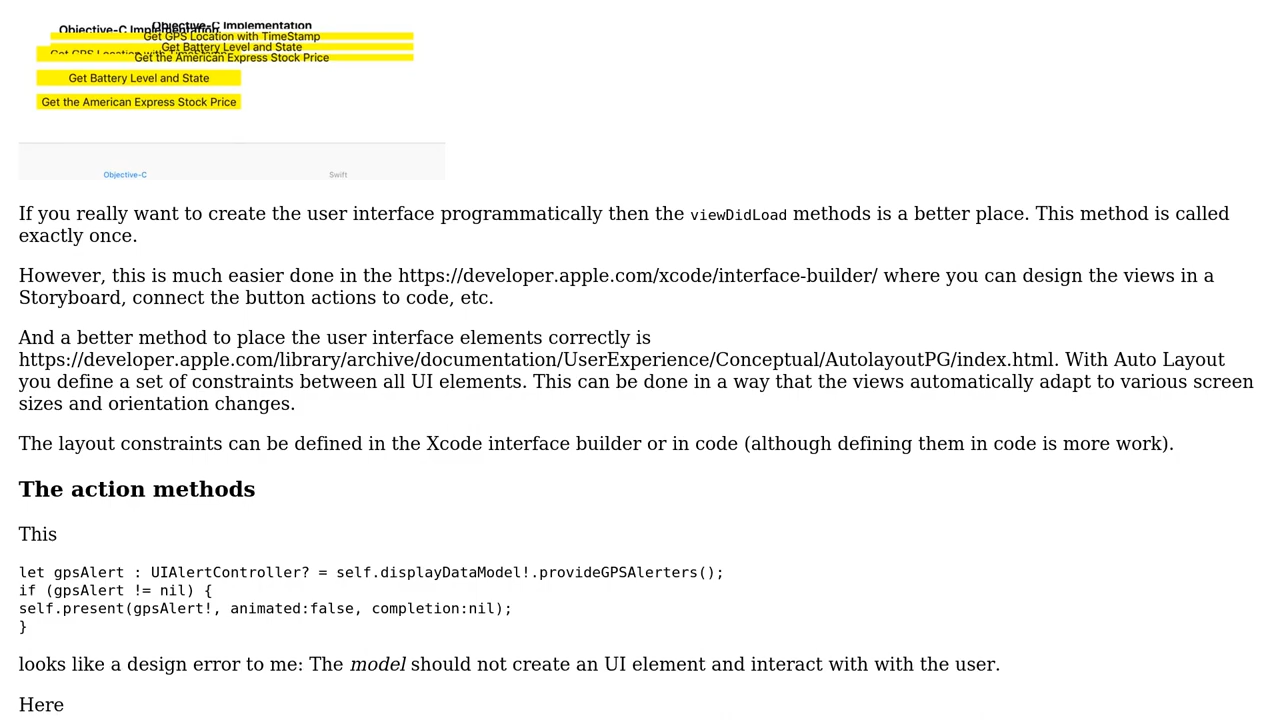 Objective-C Implementation
Objective-C Implementation
Get GPS Location with TimeStamp
Get Battery Level and State
Get GPS Location with TimeStamp
Get the American Express Stock Price
Get Battery Level and State
Get the American Express Stock Price
Objective-C Swift
If you really want to create the user interface programmatically then the viewDidLoad methods is a better place. This method is called
exactly once.
However, this is much easier done in the https://developer.apple.com/xcode/interface-builder/ where you can design the views in a
Storyboard, connect the button actions to code, etc.
And a better method to place the user interface elements correctly is
https://developer.apple.com/library/archive/documentation/UserExperience/Conceptual/AutolayoutPG/index.html. With Auto Layout
you define a set of constraints between all UI elements. This can be done in a way that the views automatically adapt to various screen
sizes and orientation changes.
The layout constraints can be defined in the Xcode interface builder or in code (although defining them in code is more work).
The action methods
This
let gpsAlert : UIAlertController? = self.displayDataModel!.provideGPSAlerters();
if (gpsAlert != nil) {
self.present(gpsAlert!, animated:false, completion:nil);
}
looks like a design error to me: The model should not create an UI element and interact with with the user.
Here